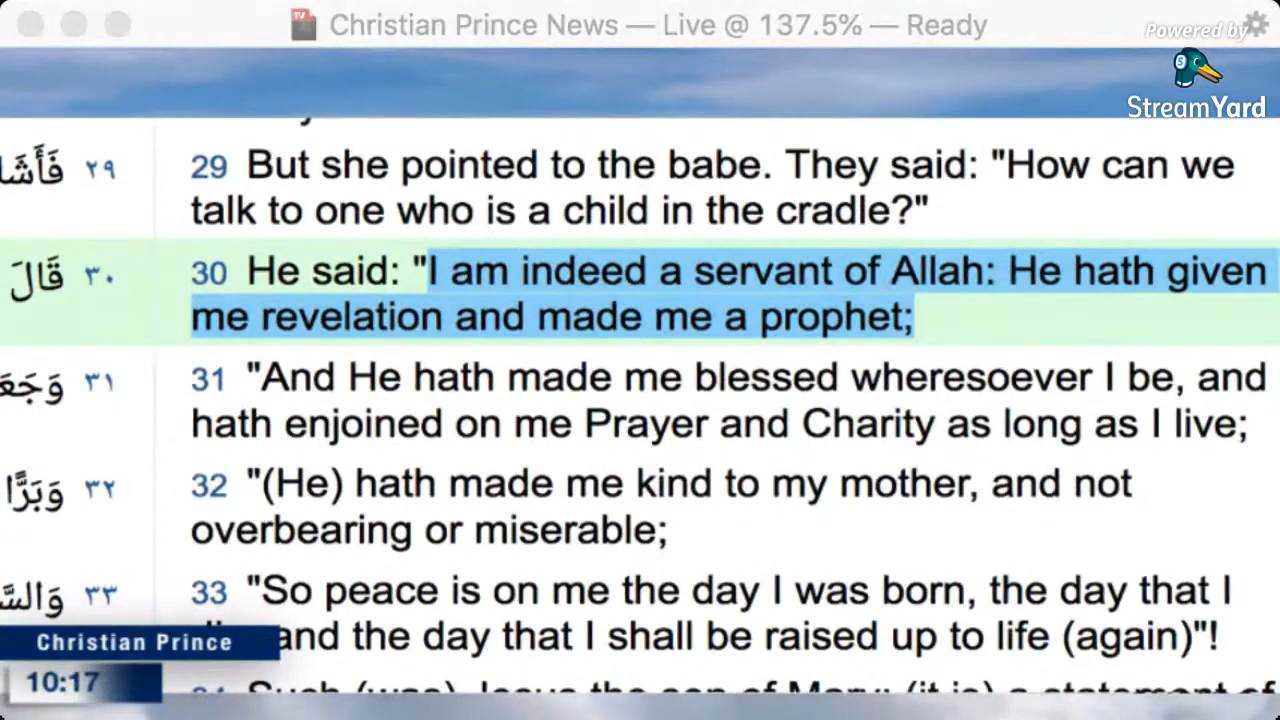 Christian Prince News — Live @ 137.5% — Ready
Powered by
StreamYard
29 But she pointed to the babe. They said: "How can we
talk to one who is a child in the cradle?"
٢٩
30 He said: "I am indeed a servant of Allah: He hath given
me revelation and made me a prophet;
٣٠ قَالَ
31 "And He hath made me blessed wheresoever I be, and
hath enjoined on me Prayer and Charity as long as I live;
٣١
32 "(He) hath made me kind to my mother, and not
overbearing or miserable;
٣٢ وَبَرًّا
33 "So peace is on me the day I was born, the day that I
and the day that I shall be raised up to life (again)"!
٣٣
Christian Prince
10:17